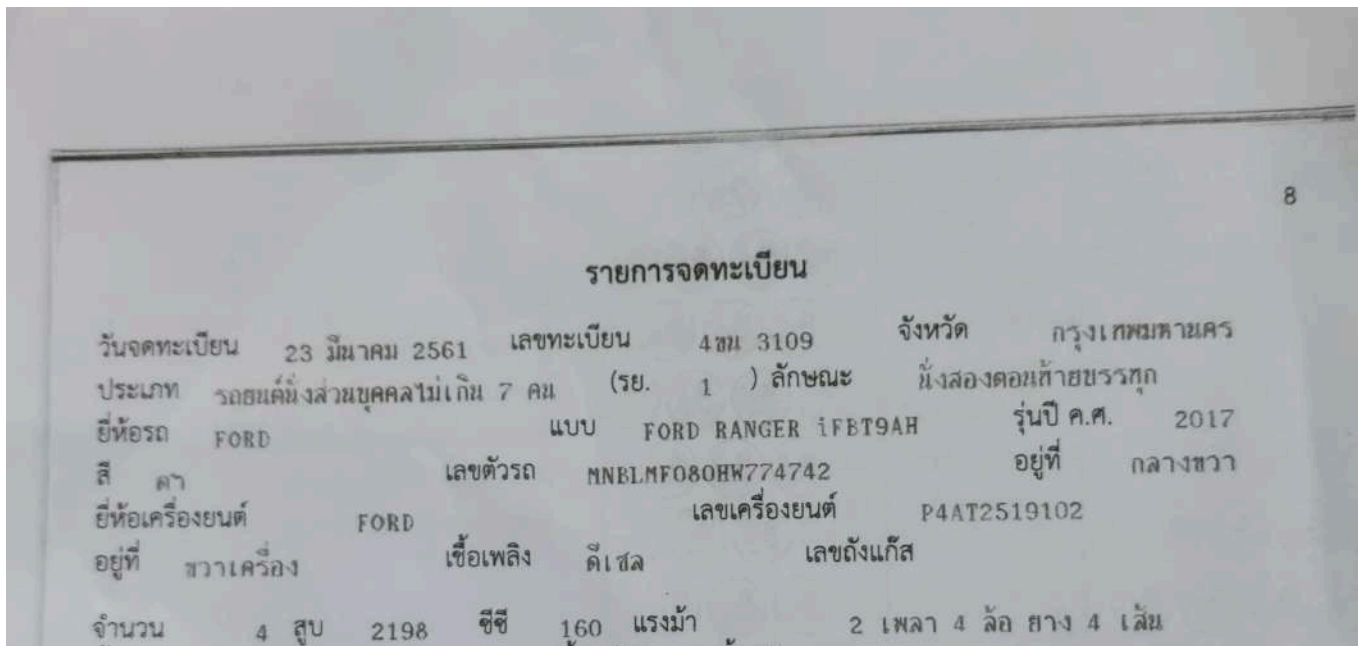 8
รายการจดทะเบียน
วันจดทะเบียน 23 มีนาคม 2561 เลขทะเบียน 4ขน 3109 จังหวัด กรุงเทพมหานคร
ประเภท รถยนต์นั่งส่วนบุคคลไม่เกิน 7 คน (รย. 1 ) ลักษณะ นั่งสองตอนท้ายบรรทุก
ยี่ห้อรถ FORD แบบ FORD RANGER iFBT9AH รุ่นปี ค.ศ. 2017
สี ดำ เลขตัวรถ MNBLMF080HW774742 อยู่ที่ กลางขวา
ยี่ห้อเครื่องยนต์ FORD เลขเครื่องยนต์ P4AT2519102
อยู่ที่ ขวาเครื่อง เชื้อเพลิง ดีเซล เลขถังแก๊ส
จำนวน 4 สูบ 2198 ซีซี 160 แรงม้า 2 เพลา 4 ล้อ ยาง 4 เส้น